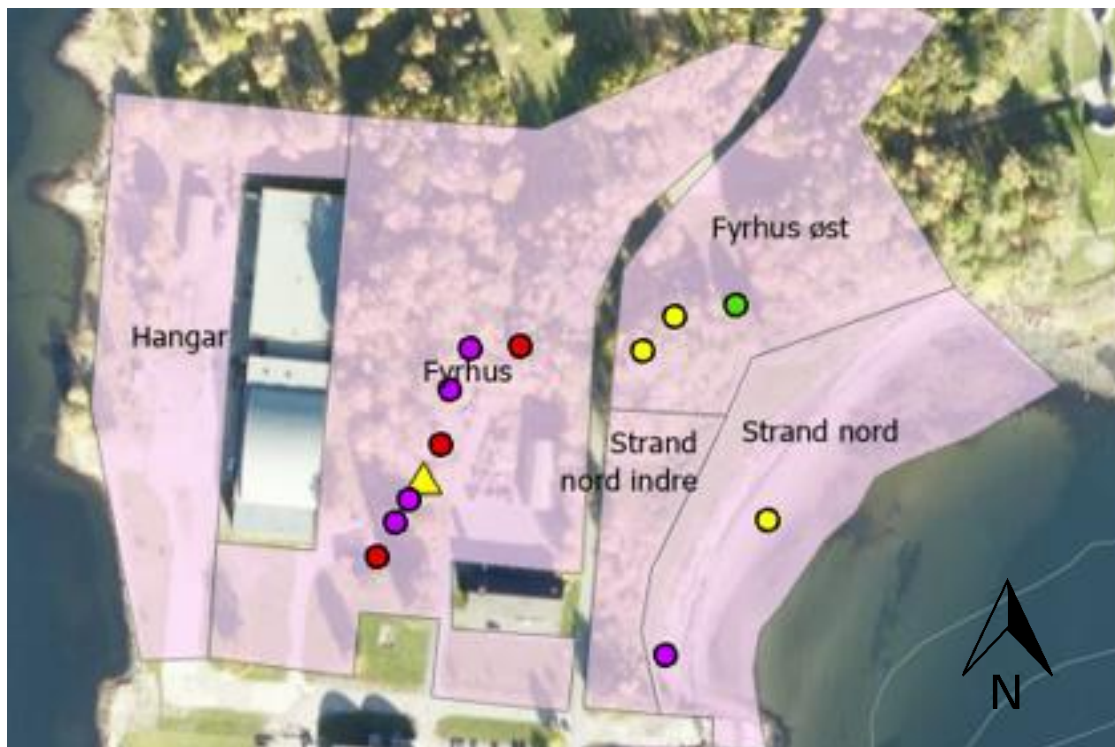 Fyrhus øst
Hangar
Fyrhus
Strand
nord indre
Strand nord
N